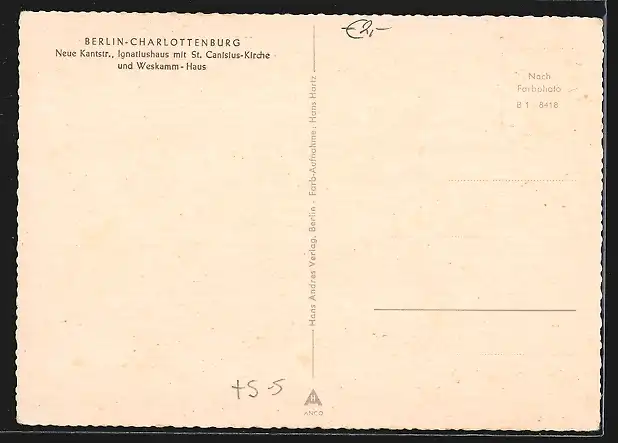 BERLIN-CHARLOTTENBURG
Neue Kantstr., Ignatiushaus mit St. Canisius-Kirche
und Weskamm-Haus
€2,-
Nach
Farbphoto
B 1 8418
Hans Andres Verlag, Berlin - Farb-Aufnahme: Hans Hartz
+S 5
H
ANCO